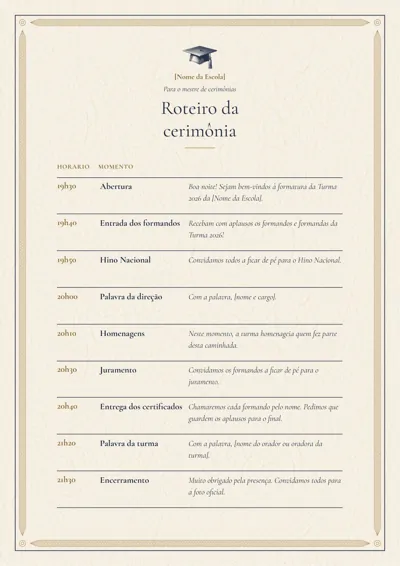 [Nome da Escola]
Para o mestre de cerimônias
Roteiro da
cerimônia
HORÁRIO MOMENTO
19h30 Abertura Boa noite! Sejam bem-vindos à formatura da Turma
2026 da [Nome da Escola].
19h40 Entrada dos formandos Recebam com aplausos os formandos e formandas da
Turma 2026!
19h50 Hino Nacional Convidamos todos a ficar de pé para o Hino Nacional.
20h00 Palavra da direção Com a palavra, [nome e cargo].
20h10 Homenagens Neste momento, a turma homenageia quem fez parte
desta caminhada.
20h30 Juramento Convidamos os formandos a ficar de pé para o
juramento.
20h40 Entrega dos certificados Chamaremos cada formando pelo nome. Pedimos que
guardem os aplausos para o final.
21h20 Palavra da turma Com a palavra, [nome do orador ou oradora da
turma].
21h30 Encerramento Muito obrigado pela presença. Convidamos todos para
a foto oficial.